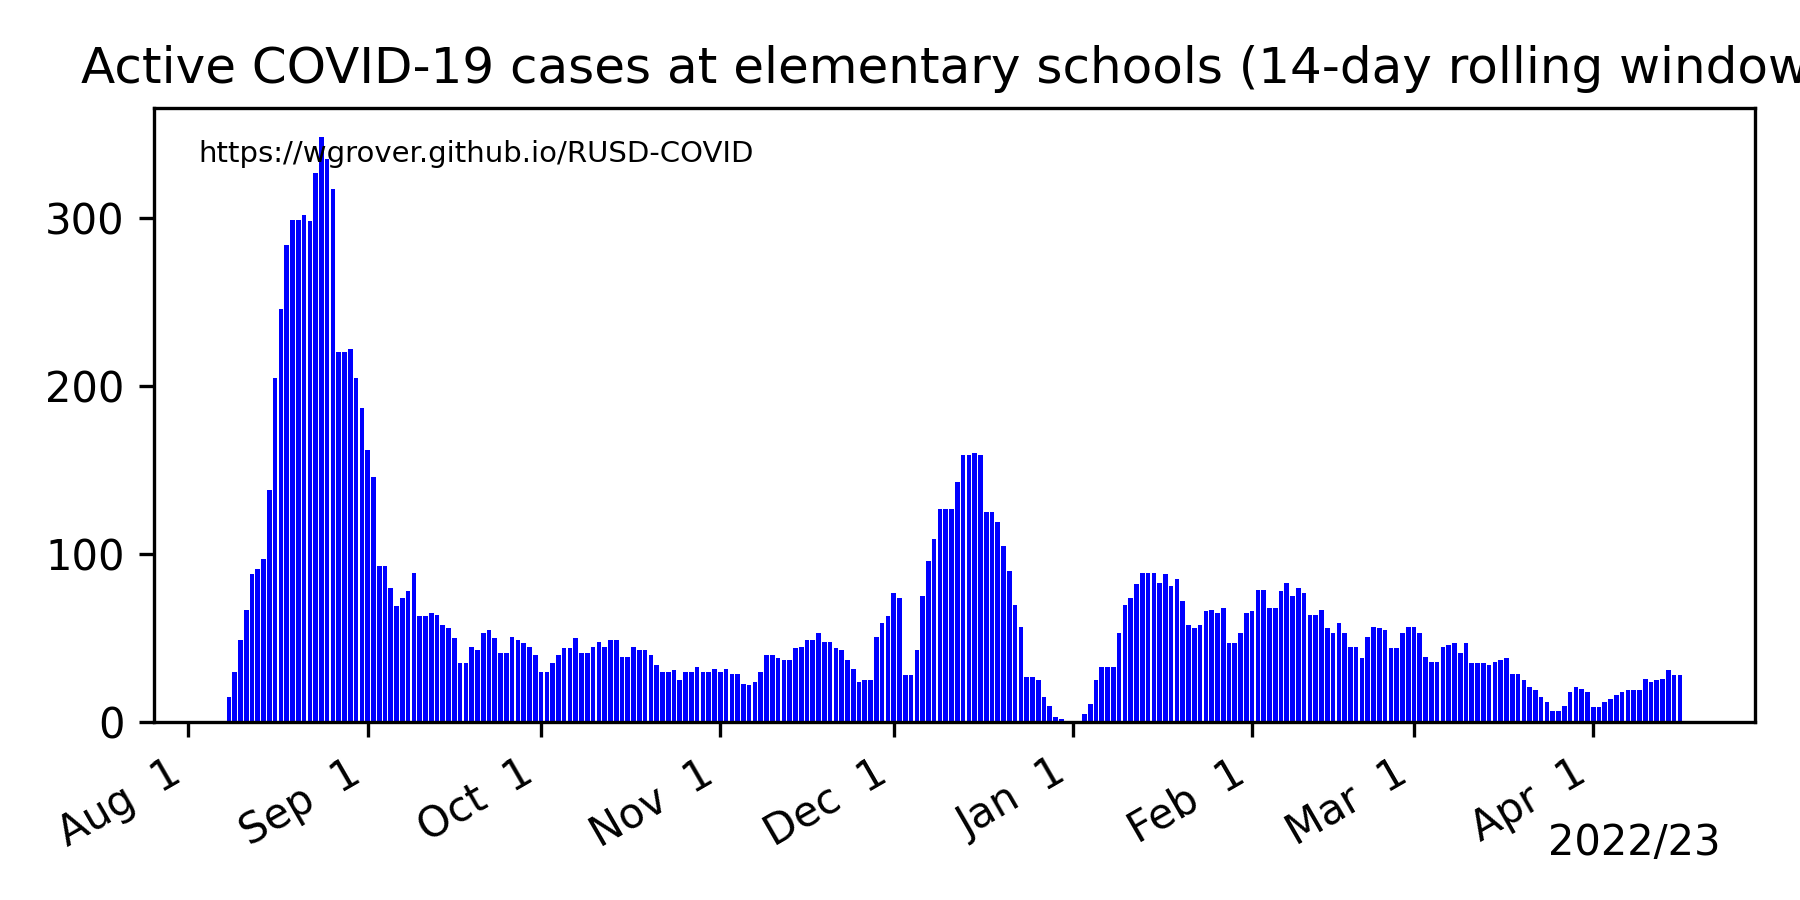 Active COVID-19 cases at elementary schools (14-day rolling window
https://wgrover.github.io/RUSD-COVID
300
200
100
0
Aug 1
Sep 1
Oct 1
Nov 1
Dec 1
Jan 1
Feb 1
Mar 1
Apr 1
2022/23